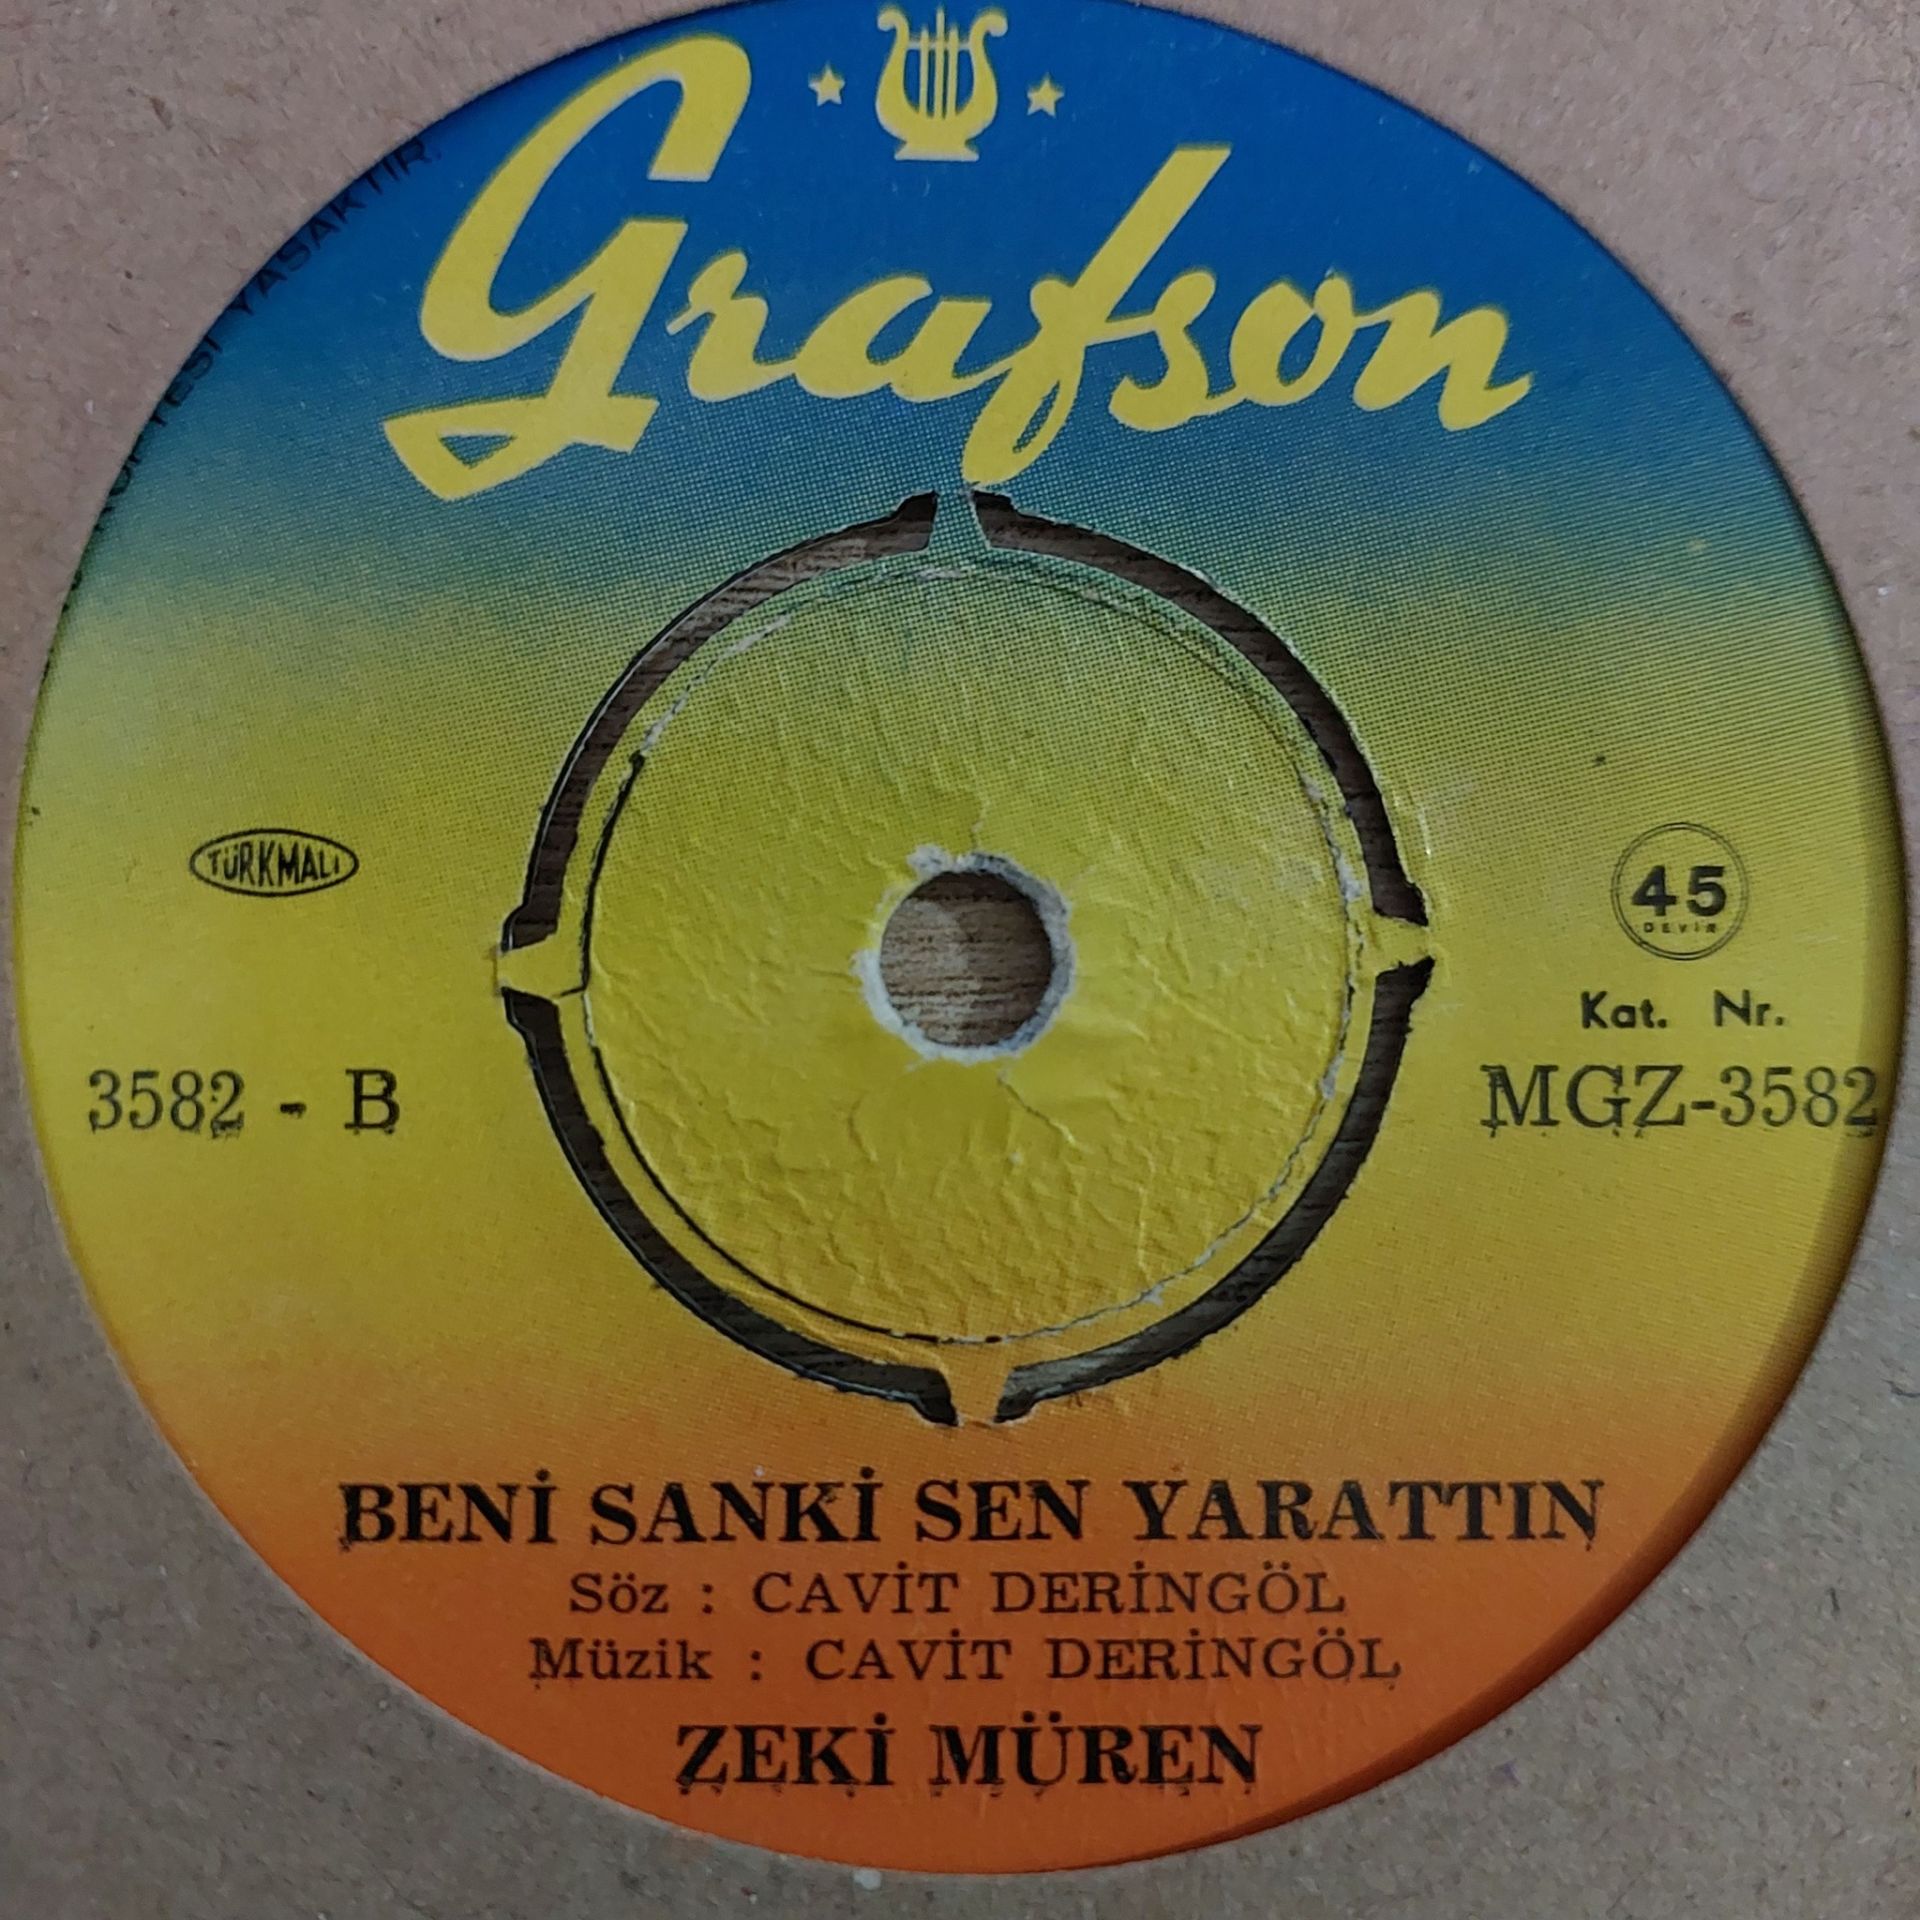 YASAKTIR.
Grafson
TÜRKMALI
45
DEVİR
Kat. Nr.
3582 - B
MGZ-3582
BENİ SANKİ SEN YARATTIN
Söz : CAVİT DERİNGÖL
Müzik : CAVİT DERİNGÖL
ZEKİ MÜREN